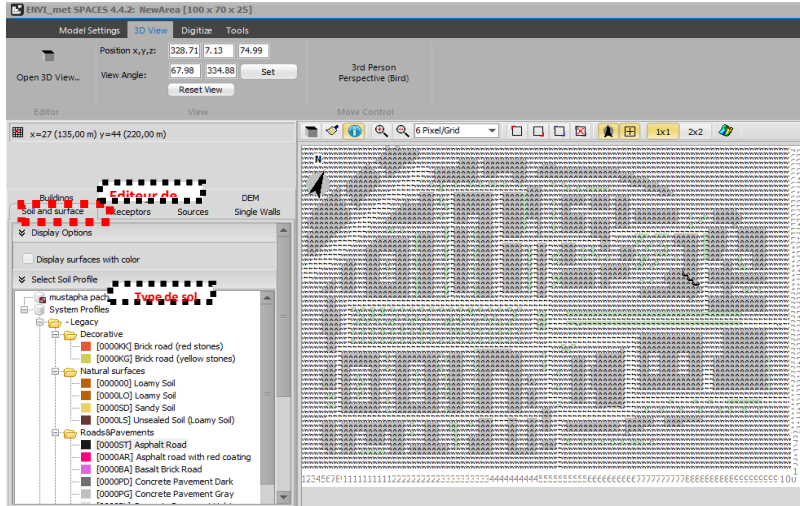 ENVI_met SPACES 4.4.2: NewArea [100 x 70 x 25]
Model Settings 3D View Digitize Tools
Position x,y,z: 328.71 7.13 74.99
Open 3D View...
View Angle: 67.98 334.88 Set
3rd Person
Perspective (Bird)
Reset View
Editor View Move Control
x=27 (135,00 m) y=44 (220,00 m)
6 Pixel/Grid 1x1 2x2
N
Buildings Editeur de DEM
Soil and surface Receptors Sources Single Walls
Display Options
Display surfaces with color
Select Soil Profile
mustapha pach Type de sol
System Profiles
- Legacy
Decorative
[0000KK] Brick road (red stones)
[0000KG] Brick road (yellow stones)
Natural surfaces
[000000] Loamy Soil
[0000LO] Loamy Soil
[0000SD] Sandy Soil
[0000LS] Unsealed Soil (Loamy Soil)
Roads&Pavements
[0000ST] Asphalt Road
[0000AR] Asphalt road with red coating
[0000BA] Basalt Brick Road
[0000PD] Concrete Pavement Dark
[0000PG] Concrete Pavement Gray